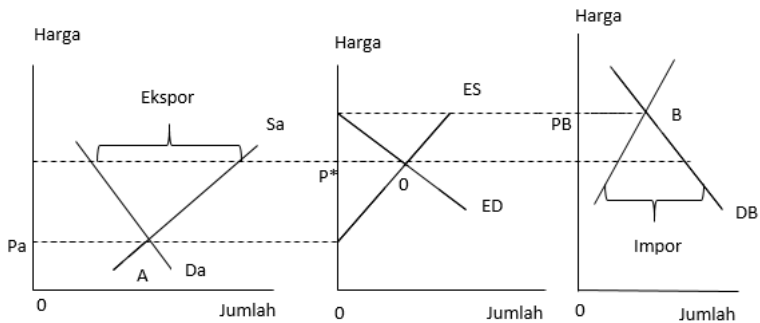 Harga
Ekspor
Sa
Pa
A
Da
0
Jumlah
Harga
ES
P*
0
ED
0
Jumlah
Harga
PB
B
DB
Impor
0
Jumlah